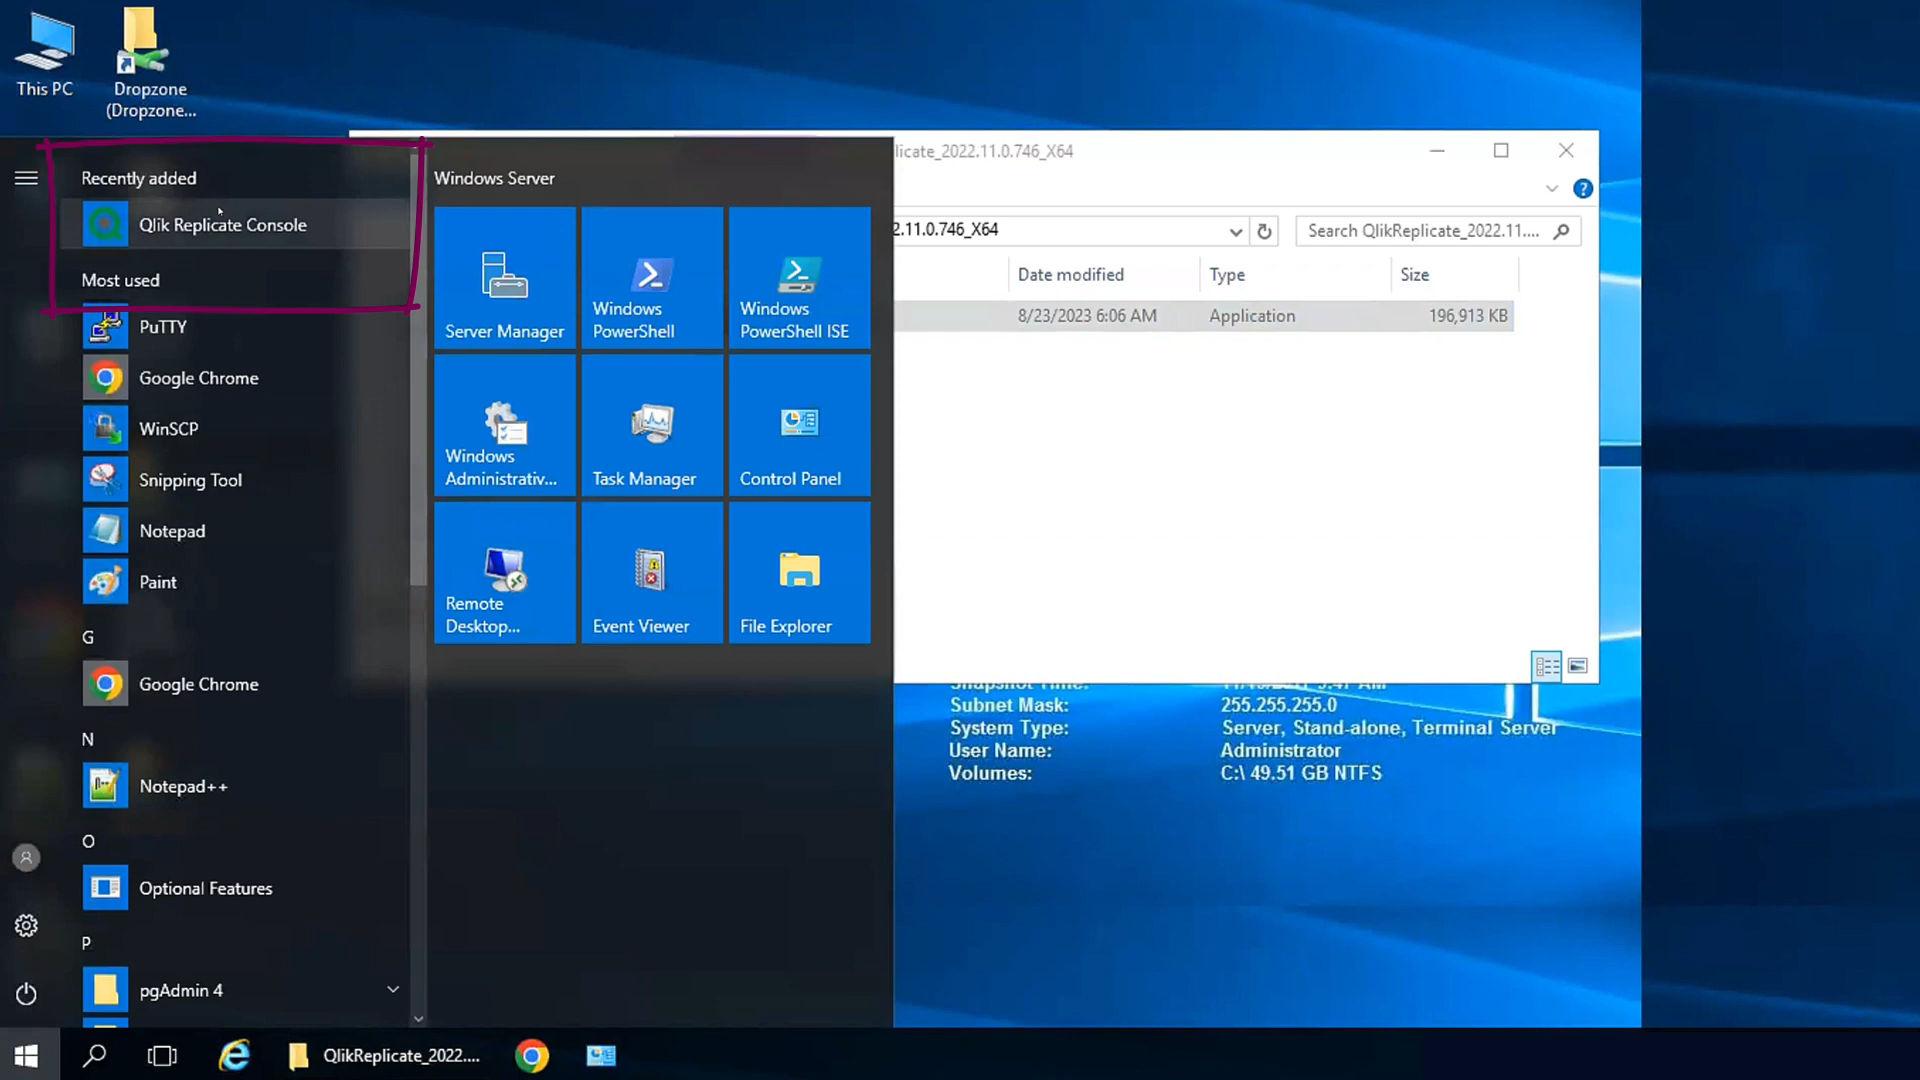 This PC
Dropzone
(Dropzone...
Recently added
Qlik Replicate Console
Most used
PuTTY
Google Chrome
WinSCP
Snipping Tool
Notepad
Paint
G
Google Chrome
N
Notepad++
O
Optional Features
P
pgAdmin 4
Windows Server
Server Manager
Windows
PowerShell
Windows
PowerShell ISE
Windows
Administrativ...
Task Manager
Control Panel
Remote
Desktop...
Event Viewer
File Explorer
licate_2022.11.0.746_X64
2.11.0.746_X64
Search QlikReplicate_2022.11....
Date modified
Type
Size
8/23/2023 6:06 AM
Application
196,913 KB
Snapshot Time:
Subnet Mask:
255.255.255.0
System Type:
Server, Stand-alone, Terminal Server
User Name:
Administrator
Volumes:
C:\ 49.51 GB NTFS
QlikReplicate_2022....